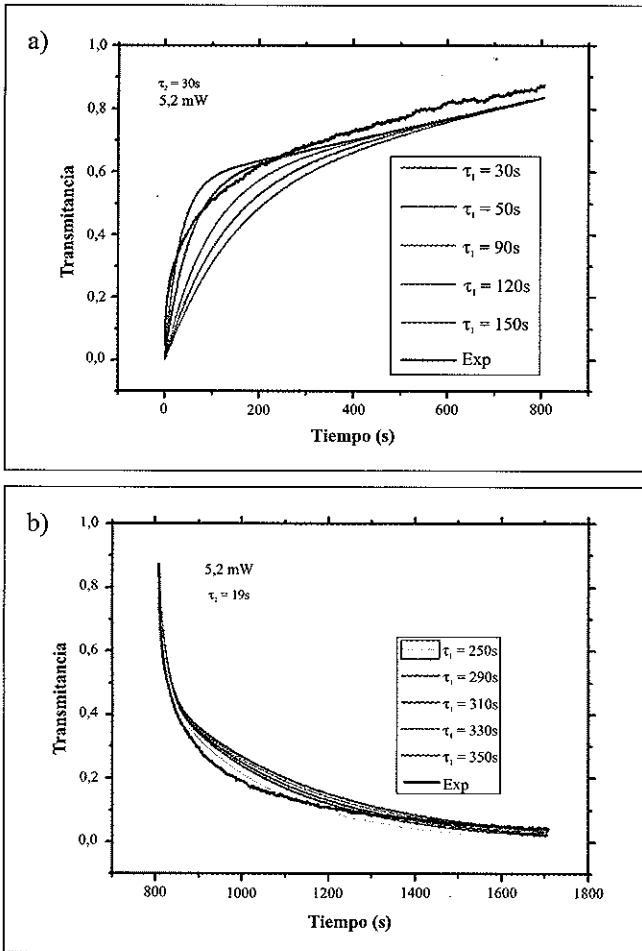 a)
1,0
0,8
0,6
0,4
0,2
0,0
Transmitancia
τ₂ = 30s
5,2 mW
τ₁ = 30s
τ₁ = 50s
τ₁ = 90s
τ₁ = 120s
τ₁ = 150s
Exp
0 200 400 600 800
Tiempo (s)
b)
1,0
0,8
0,6
0,4
0,2
0,0
Transmitancia
5,2 mW
τ₂ = 19s
τ₁ = 250s
τ₁ = 290s
τ₁ = 310s
τ₁ = 330s
τ₁ = 350s
Exp
800 1000 1200 1400 1600 1800
Tiempo (s)